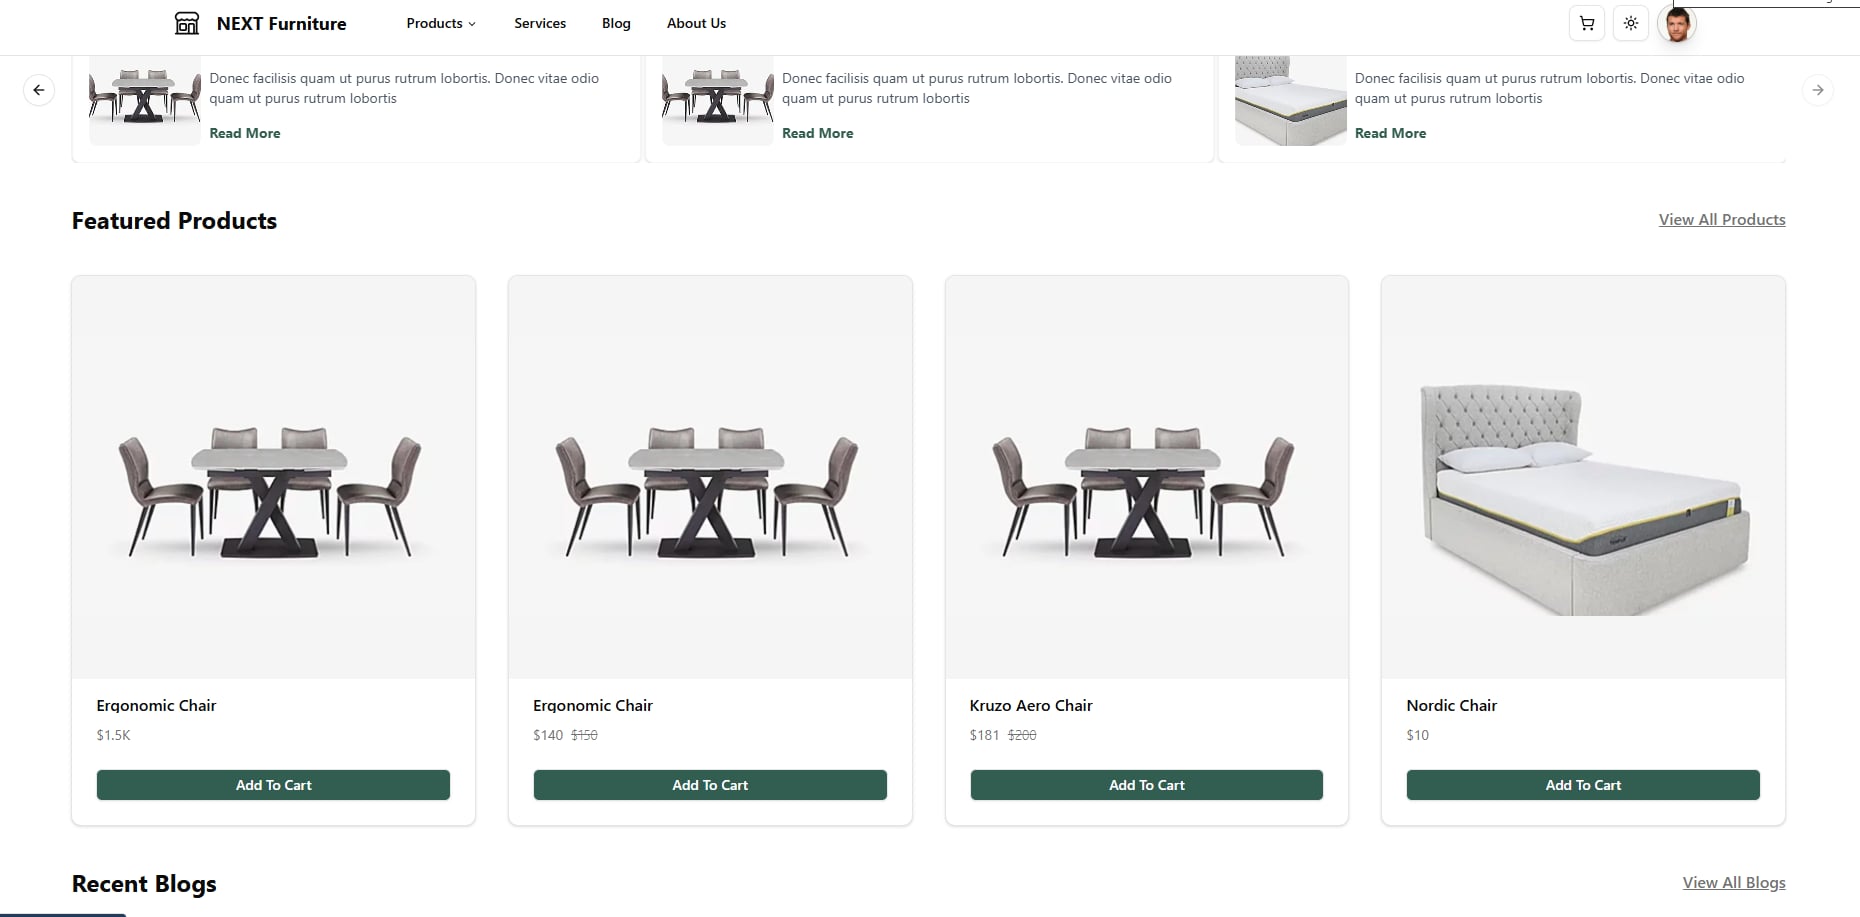 NEXT Furniture
Products
Services
Blog
About Us
Donec facilisis quam ut purus rutrum lobortis. Donec vitae odio
quam ut purus rutrum lobortis
Read More
Donec facilisis quam ut purus rutrum lobortis. Donec vitae odio
quam ut purus rutrum lobortis
Read More
Donec facilisis quam ut purus rutrum lobortis. Donec vitae odio
quam ut purus rutrum lobortis
Read More
Featured Products
View All Products
Ergonomic Chair
$1.5K
Add To Cart
Ergonomic Chair
$140 $150
Add To Cart
Kruzo Aero Chair
$181 $200
Add To Cart
Nordic Chair
$10
Add To Cart
Recent Blogs
View All Blogs